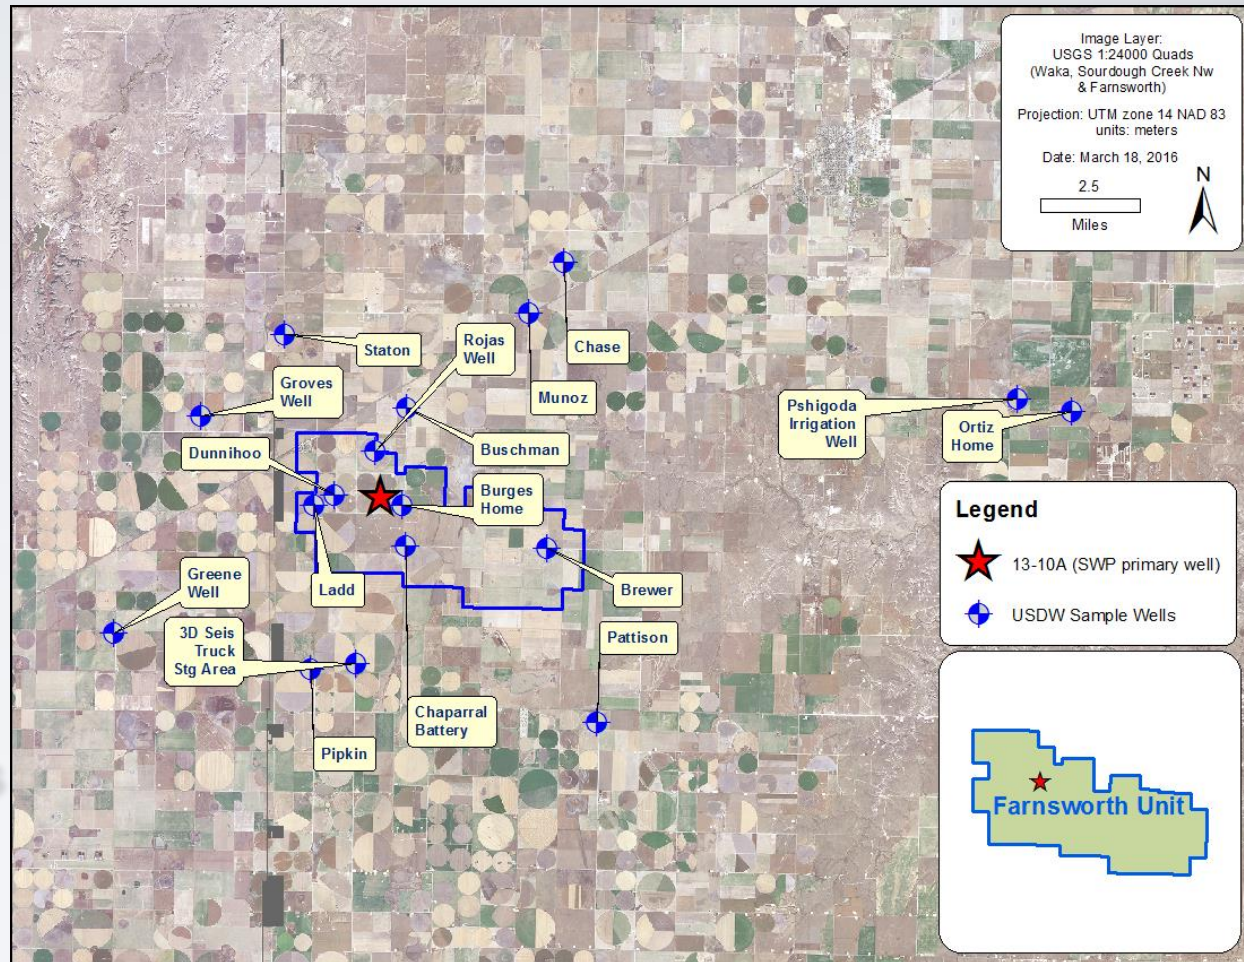 Image Layer:
USGS 1:24000 Quads
(Waka, Sourdough Creek Nw
& Farnsworth)
Projection: UTM zone 14 NAD 83
units: meters
Date: March 18, 2016
2.5
Miles
N
Chase
Rojas
Well
Staton
Munoz
Groves
Well
Pshigoda
Irrigation
Well
Ortiz
Home
Buschman
Dunnihoo
Burges
Home
Greene
Well
Ladd
Brewer
3D Seis
Truck
Stg Area
Pattison
Chaparral
Battery
Pipkin
Legend
13-10A (SWP primary well)
USDW Sample Wells
Farnsworth Unit